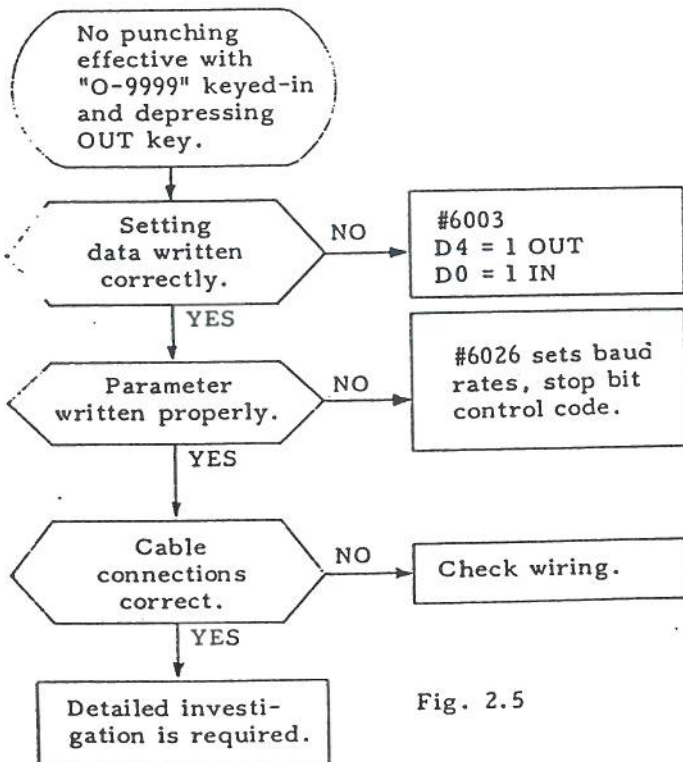 No punching
effective with
"O-9999" keyed-in
and depressing
OUT key.
Setting
data written
correctly.
NO
#6003
D4 = 1 OUT
D0 = 1 IN
YES
Parameter
written properly.
NO
#6026 sets baud
rates, stop bit
control code.
YES
Cable
connections
correct.
NO
Check wiring.
YES
Detailed investi-
gation is required.
Fig. 2.5